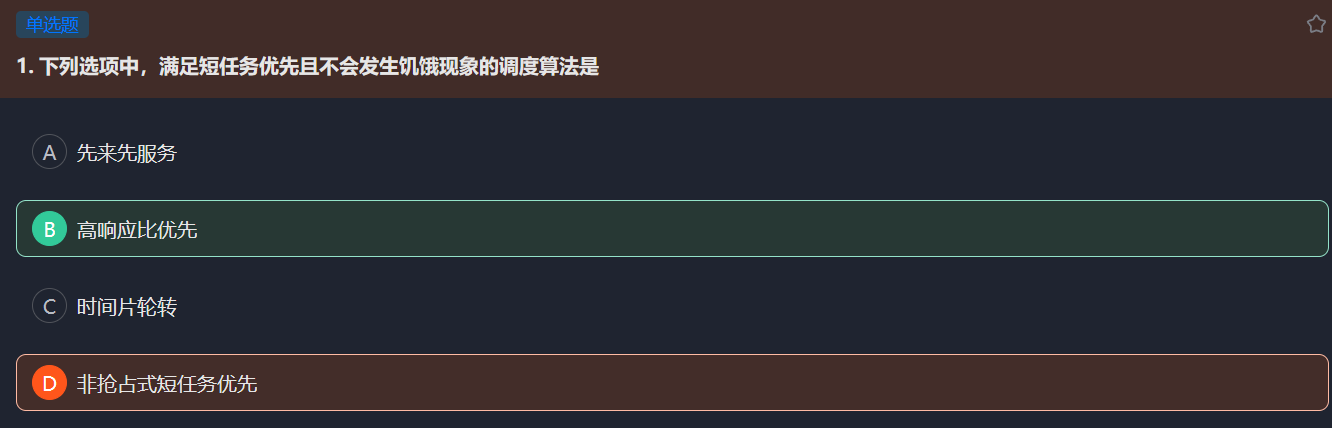 单选题
1. 下列选项中，满足短任务优先且不会发生饥饿现象的调度算法是
A 先来先服务
B 高响应比优先
C 时间片轮转
D 非抢占式短任务优先